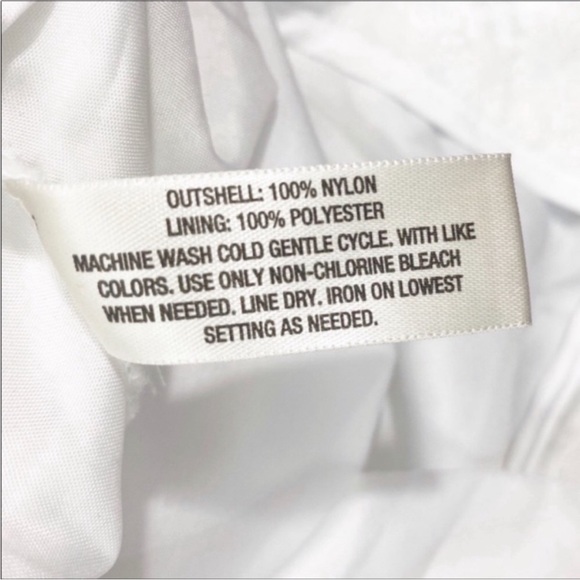 OUTSHELL: 100% NYLON
LINING: 100% POLYESTER
MACHINE WASH COLD GENTLE CYCLE. WITH LIKE
COLORS. USE ONLY NON-CHLORINE BLEACH
WHEN NEEDED. LINE DRY. IRON ON LOWEST
SETTING AS NEEDED.